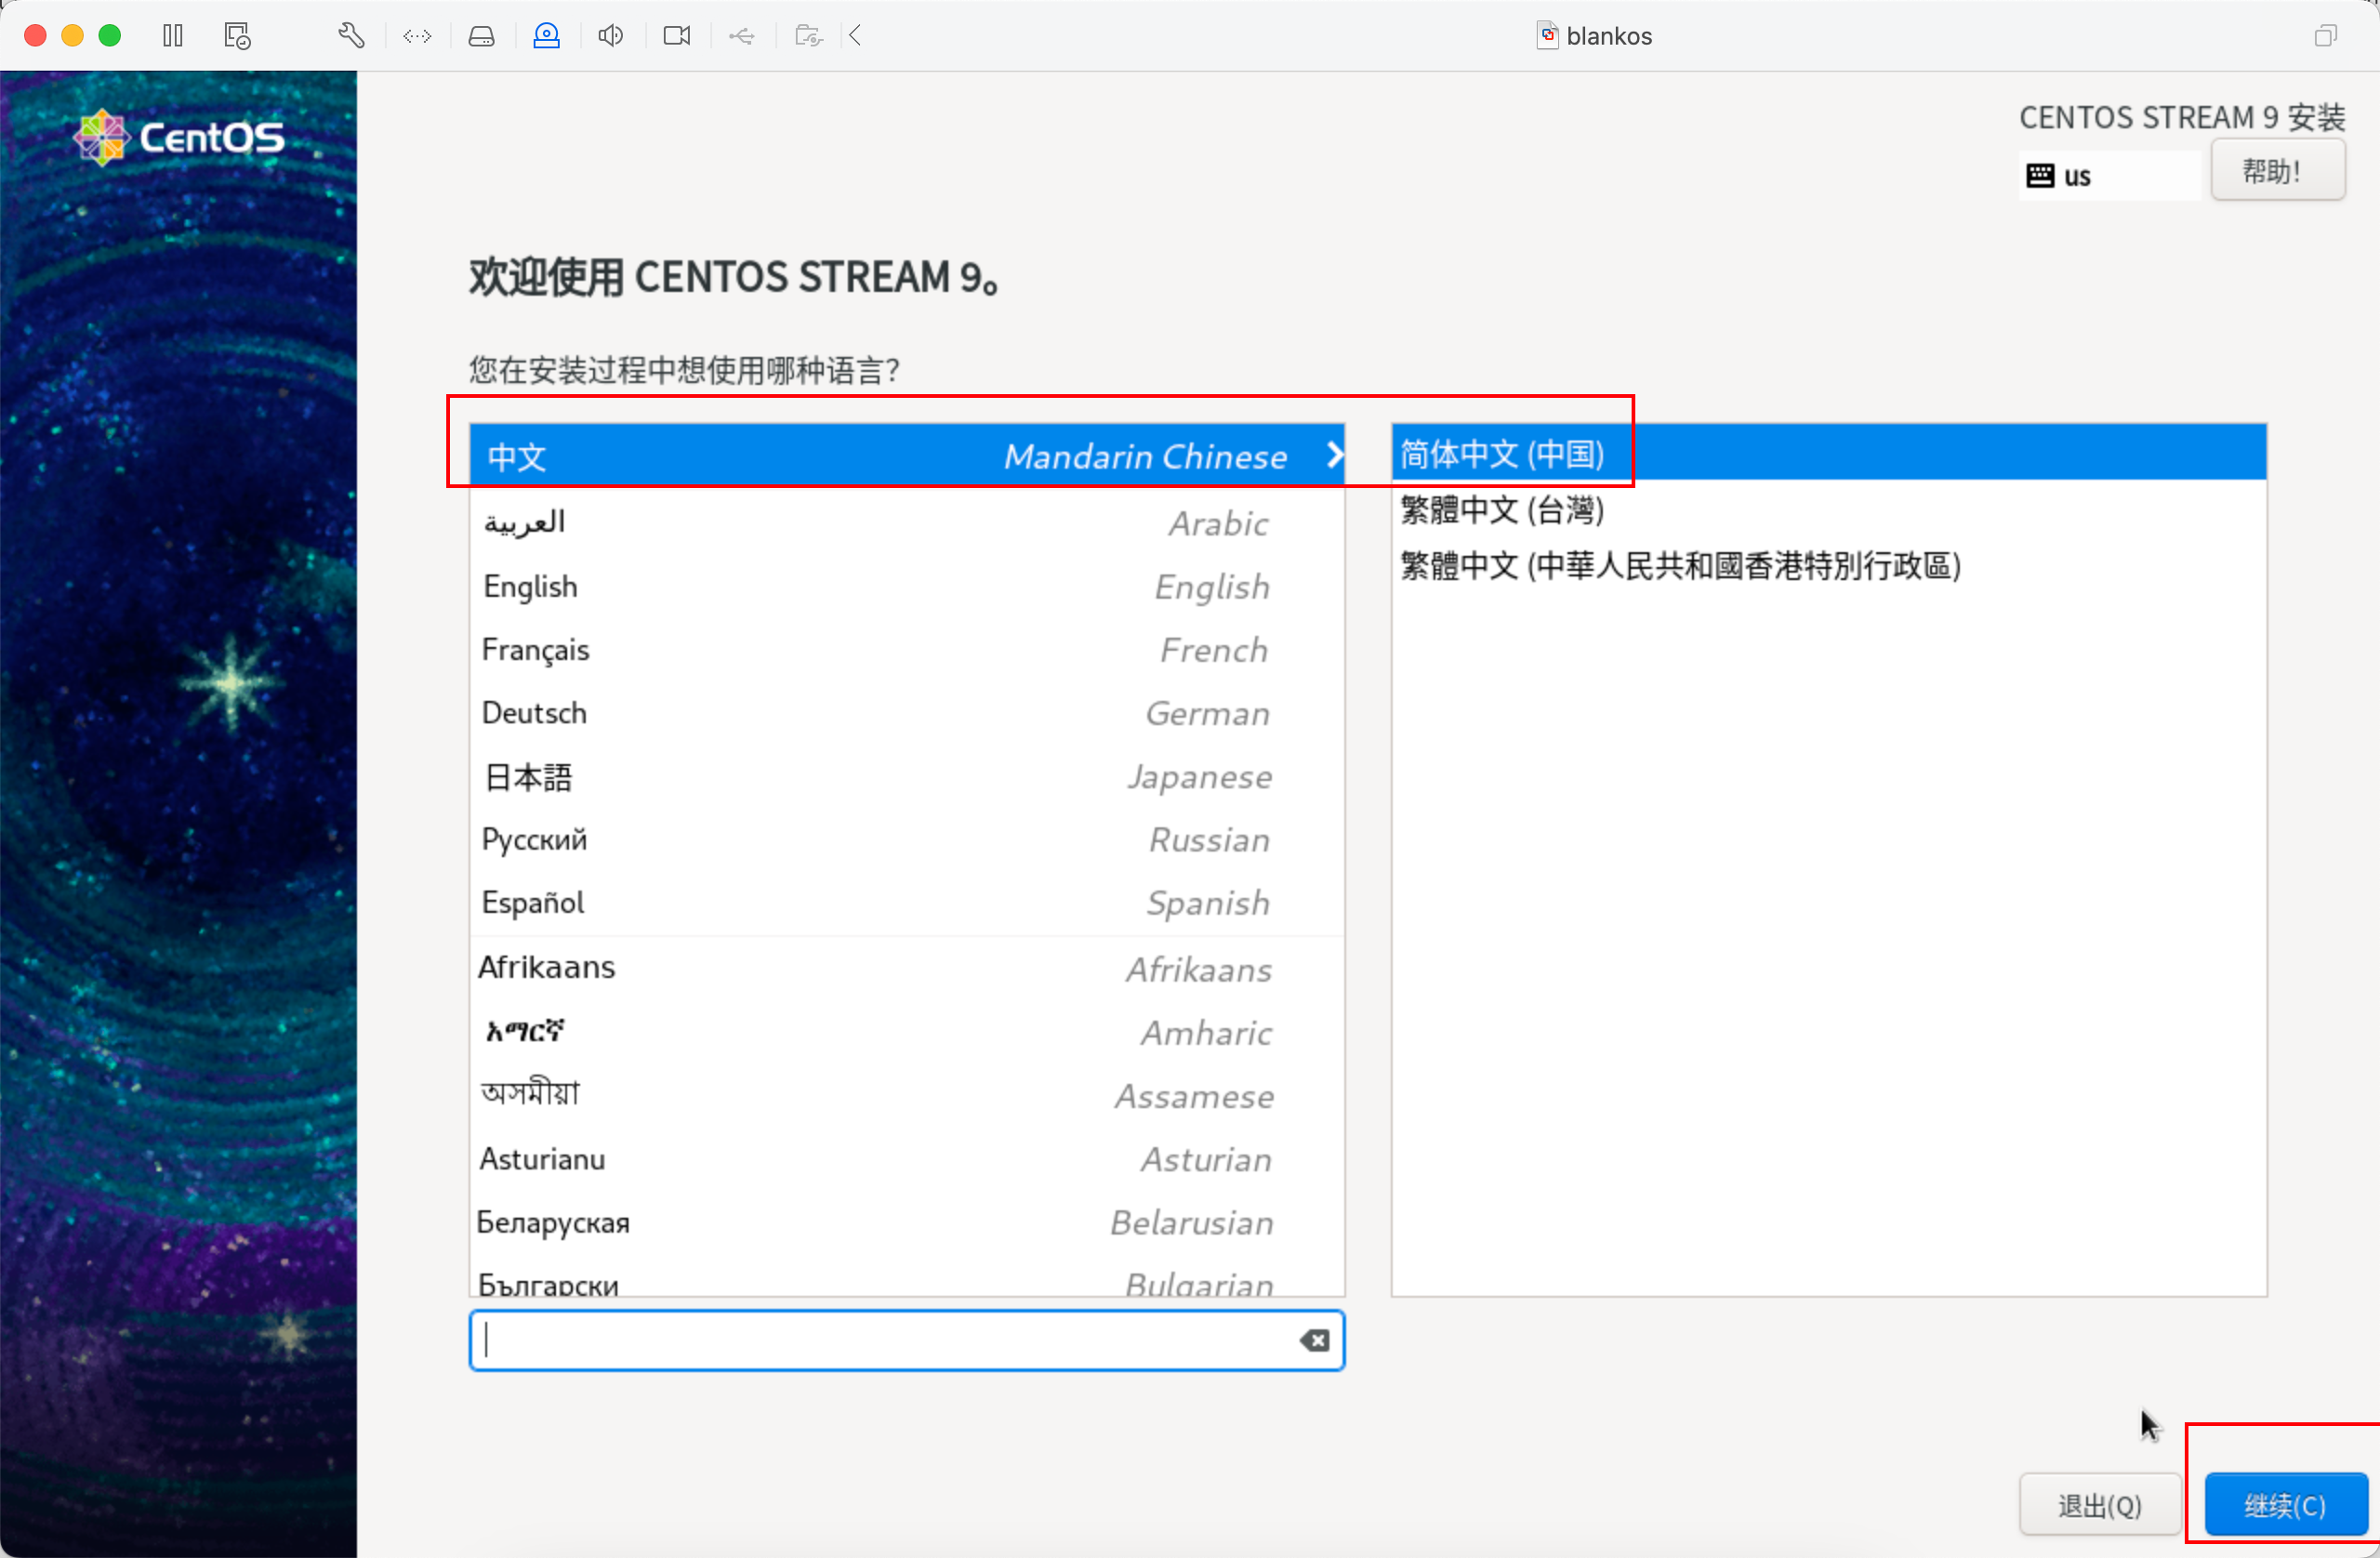 blankos
CentOS
CENTOS STREAM 9 安装
us
帮助!
欢迎使用 CENTOS STREAM 9。
您在安装过程中想使用哪种语言?
中文 Mandarin Chinese
العربية Arabic
English English
Français French
Deutsch German
日本語 Japanese
Русский Russian
Español Spanish
Afrikaans Afrikaans
አማርኛ Amharic
অসমীয়া Assamese
Asturianu Asturian
Беларуская Belarusian
Български Bulgarian
简体中文 (中国)
繁體中文 (台灣)
繁體中文 (中華人民共和國香港特別行政區)
退出(Q)
继续(C)